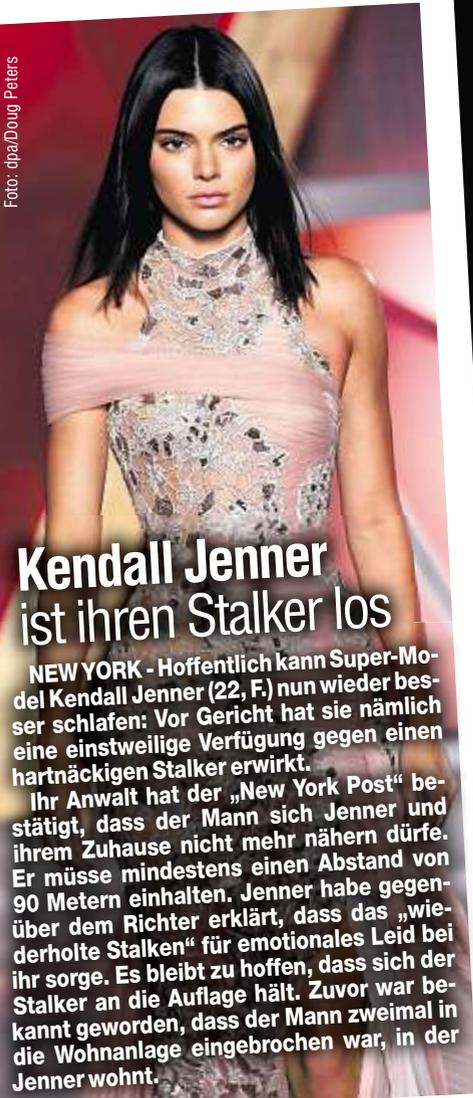 Foto: dpa/Doug Peters
Kendall Jenner
ist ihren Stalker los
NEW YORK - Hoffentlich kann Super-Mo-
del Kendall Jenner (22, F.) nun wieder bes-
ser schlafen: Vor Gericht hat sie nämlich
eine einstweilige Verfügung gegen einen
hartnäckigen Stalker erwirkt.
Ihr Anwalt hat der „New York Post“ be-
stätigt, dass der Mann sich Jenner und
ihrem Zuhause nicht mehr nähern dürfe.
Er müsse mindestens einen Abstand von
90 Metern einhalten. Jenner habe gegen-
über dem Richter erklärt, dass das „wie-
derholte Stalken“ für emotionales Leid bei
ihr sorge. Es bleibt zu hoffen, dass sich der
Stalker an die Auflage hält. Zuvor war be-
kannt geworden, dass der Mann zweimal in
die Wohnanlage eingebrochen war, in der
Jenner wohnt.